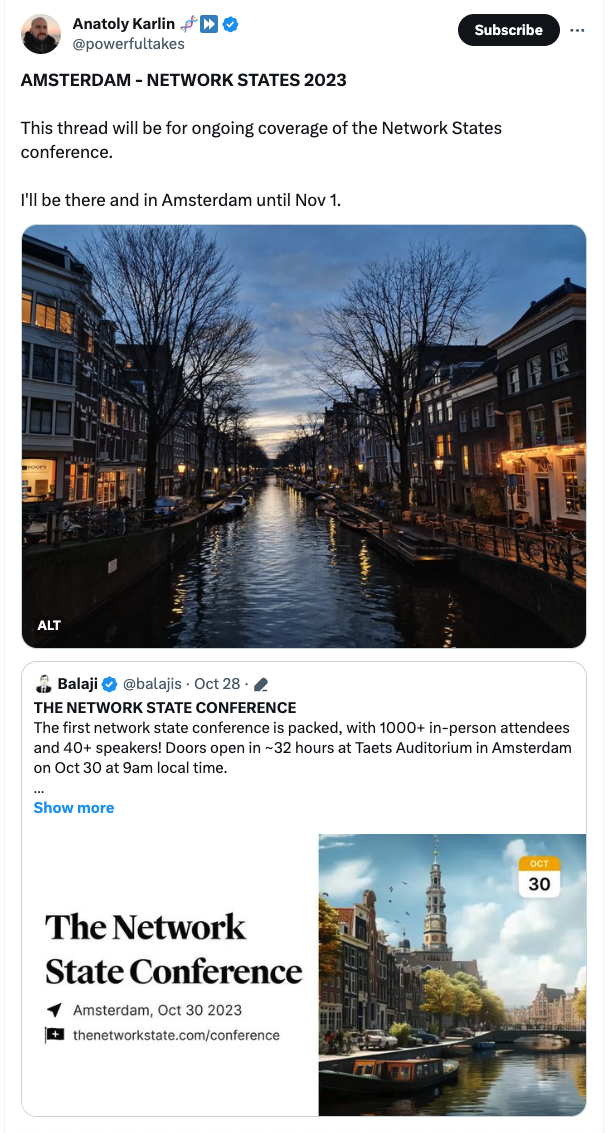 Anatoly Karlin
@powerfultakes
Subscribe
AMSTERDAM - NETWORK STATES 2023
This thread will be for ongoing coverage of the Network States
conference.
I'll be there and in Amsterdam until Nov 1.
KOOPS
ALT
Balaji @balajis · Oct 28 ·
THE NETWORK STATE CONFERENCE
The first network state conference is packed, with 1000+ in-person attendees
and 40+ speakers! Doors open in ~32 hours at Taets Auditorium in Amsterdam
on Oct 30 at 9am local time.
...
Show more
OCT
30
The Network
State Conference
Amsterdam, Oct 30 2023
thenetworkstate.com/conference